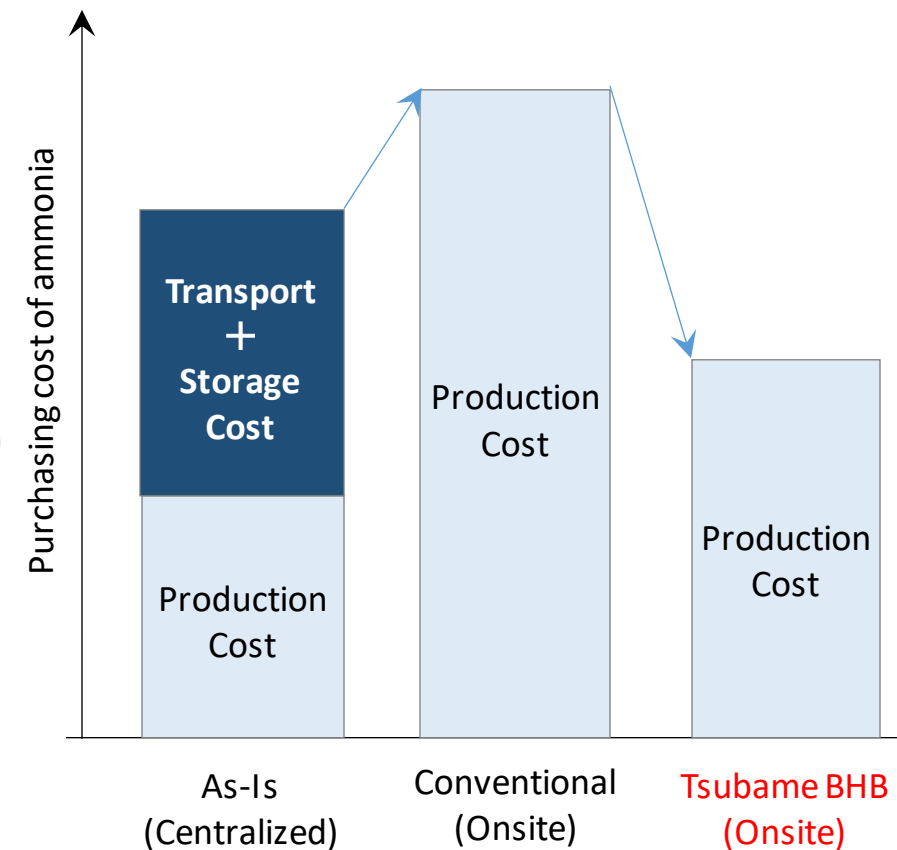 Purchasing cost of ammonia
Transport
+
Storage
Cost
Production
Cost
Production
Cost
Production
Cost
As-Is
(Centralized)
Conventional
(Onsite)
Tsubame BHB
(Onsite)